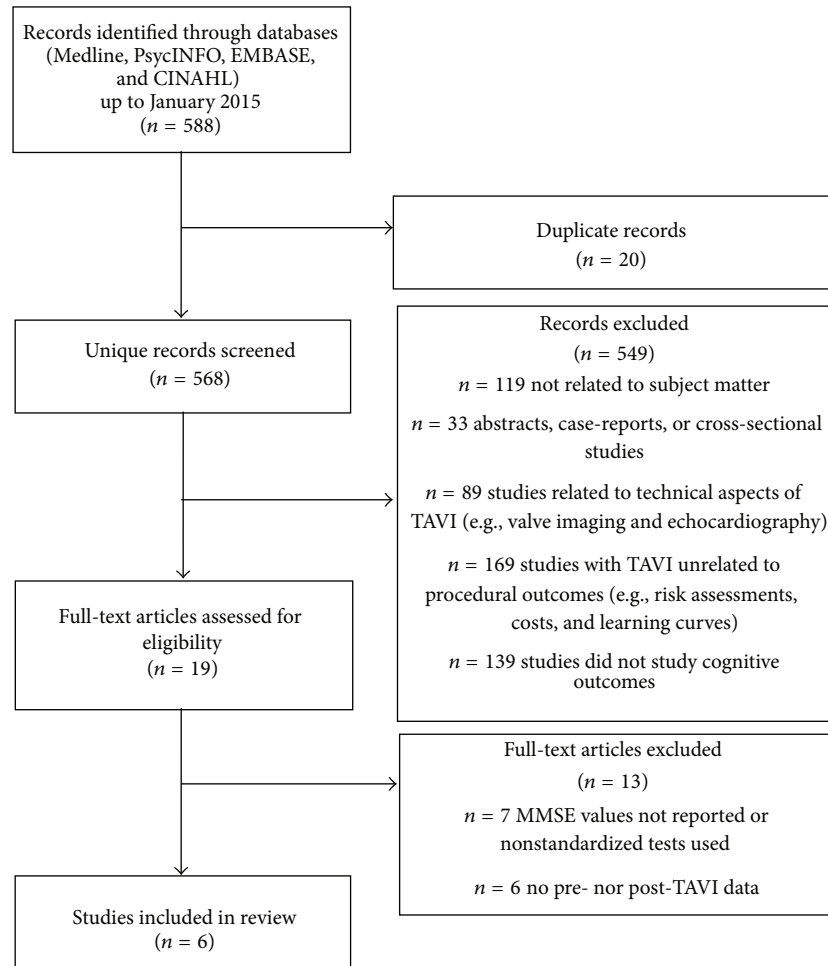 Records identified through databases
(Medline, PsycINFO, EMBASE,
and CINAHL)
up to January 2015
(n = 588)
Duplicate records
(n = 20)
Unique records screened
(n = 568)
Records excluded
(n = 549)
n = 119 not related to subject matter
n = 33 abstracts, case-reports, or cross-sectional
studies
n = 89 studies related to technical aspects of
TAVI (e.g., valve imaging and echocardiography)
n = 169 studies with TAVI unrelated to
procedural outcomes (e.g., risk assessments,
costs, and learning curves)
n = 139 studies did not study cognitive
outcomes
Full-text articles assessed for
eligibility
(n = 19)
Full-text articles excluded
(n = 13)
n = 7 MMSE values not reported or
nonstandardized tests used
n = 6 no pre- nor post-TAVI data
Studies included in review
(n = 6)